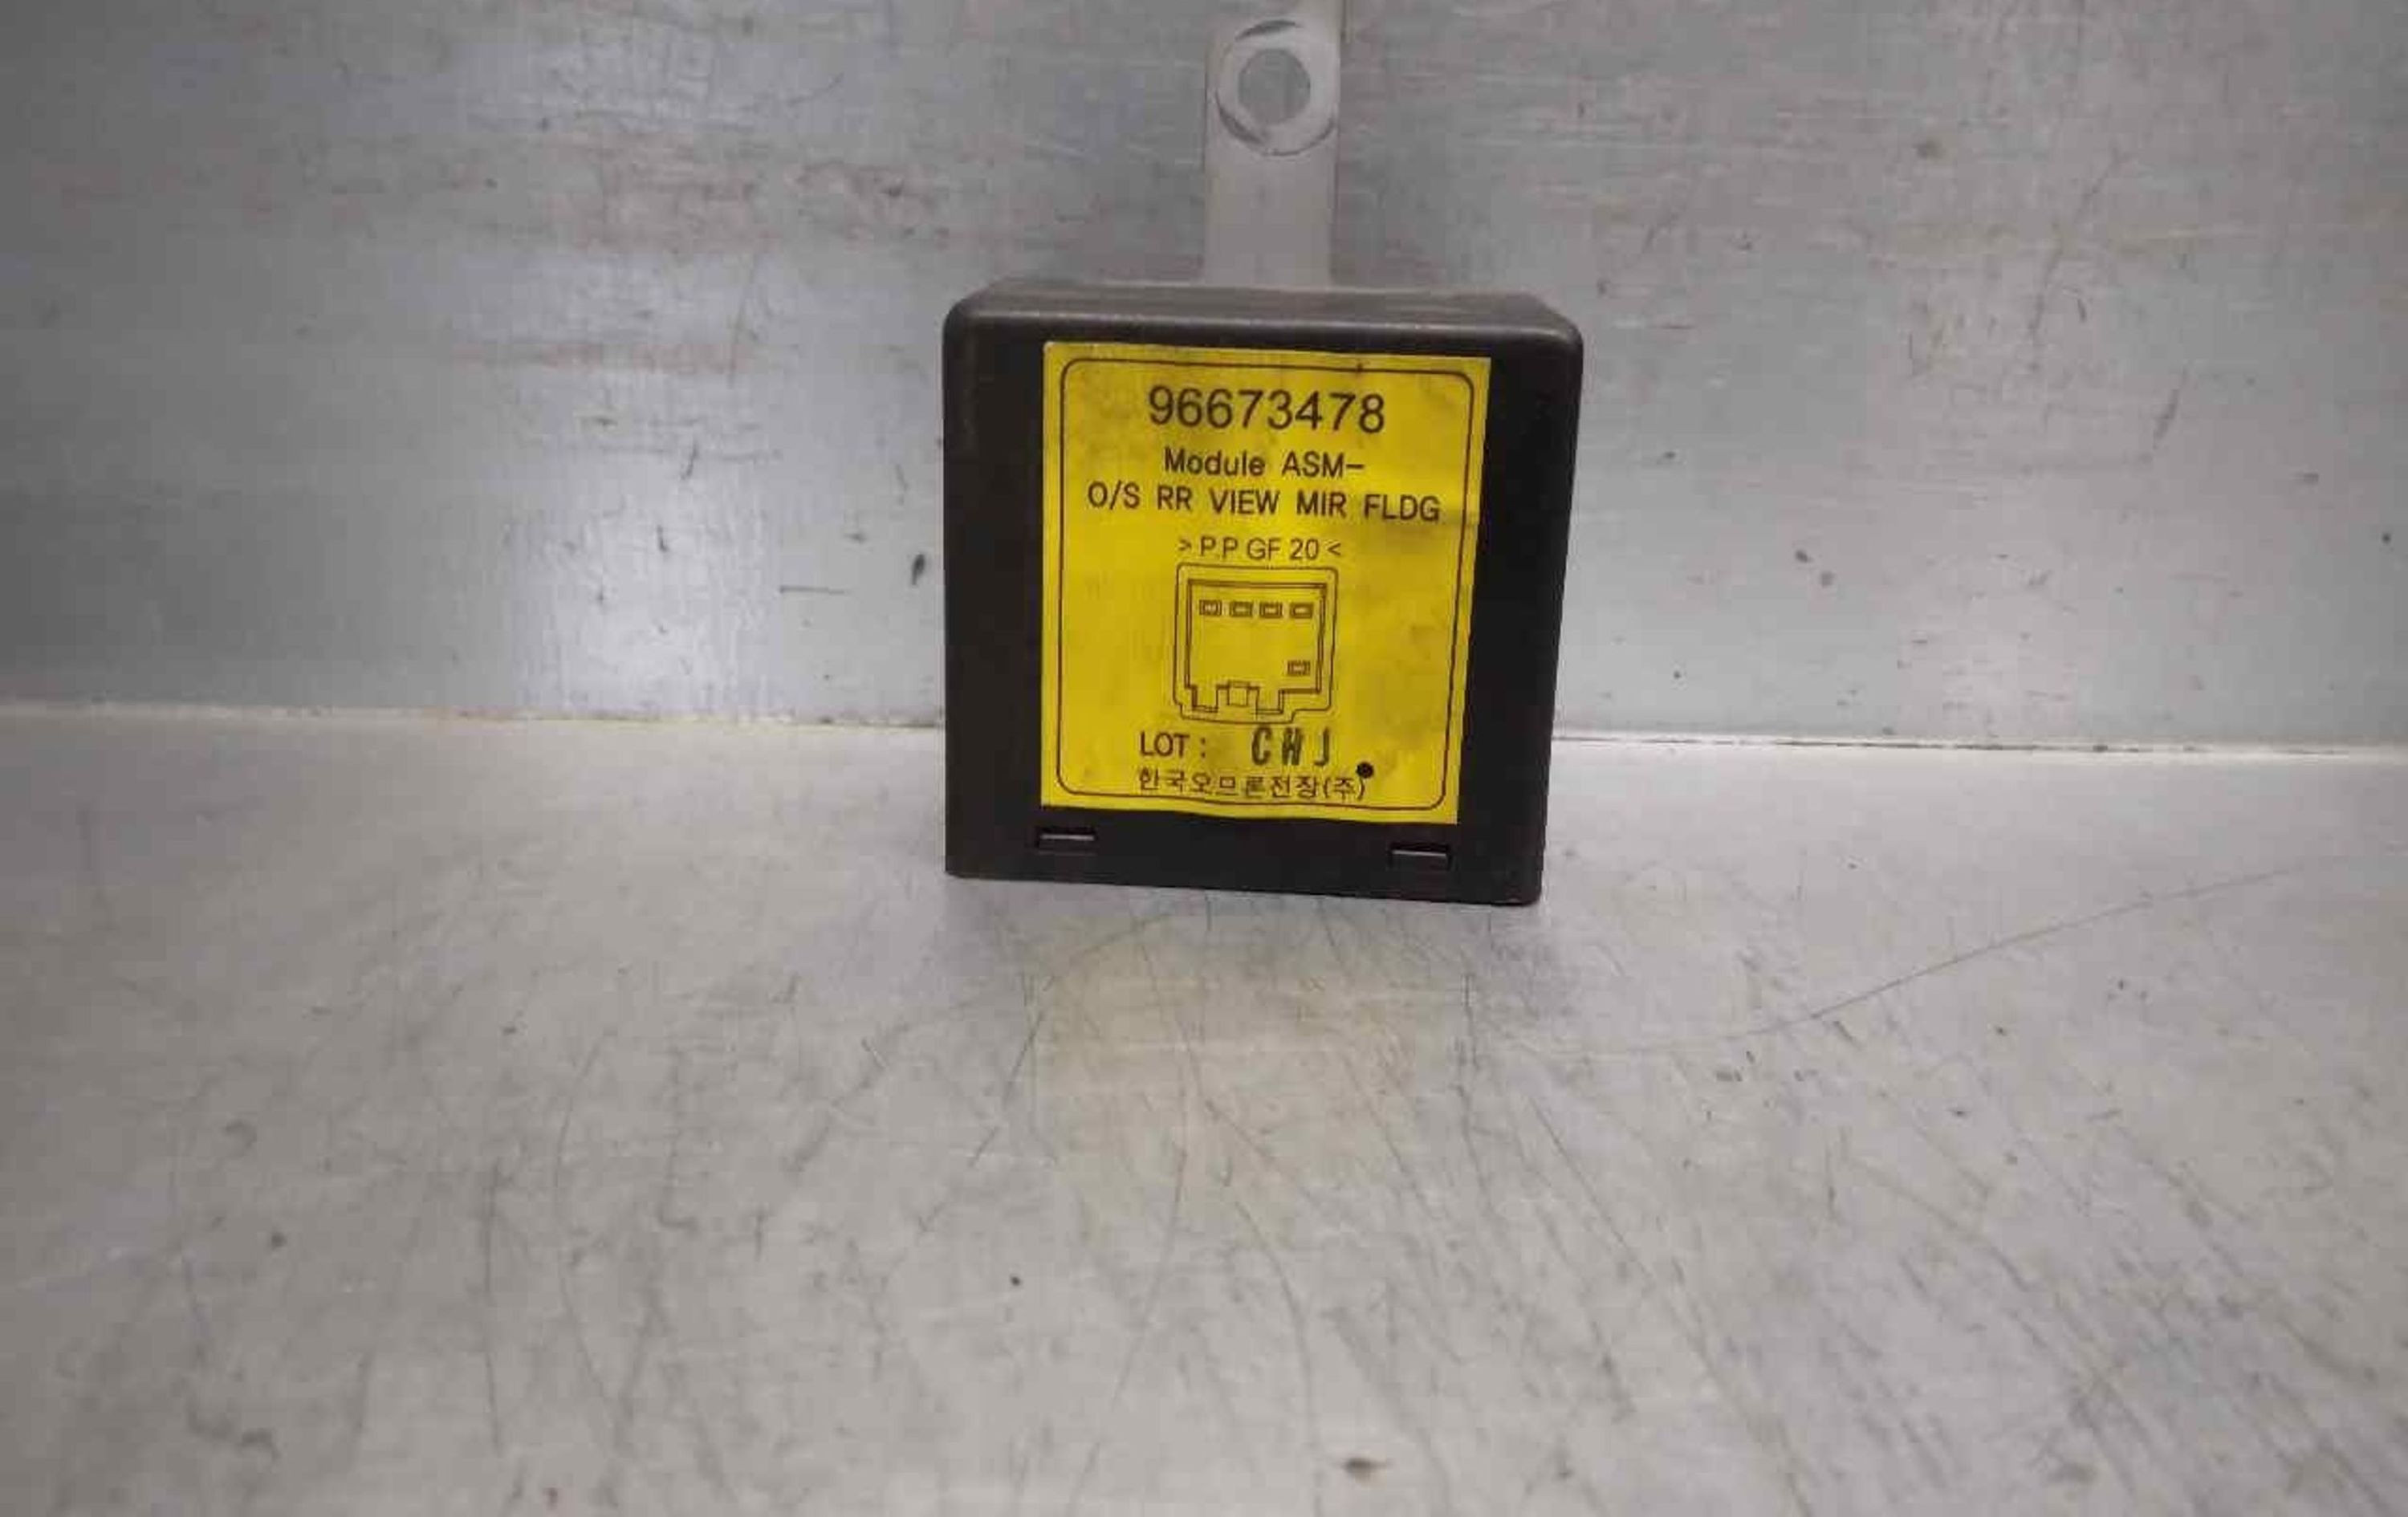 96673478
Module ASM-
O/S RR VIEW MIR FLDG
> P.P GF 20 <
LOT : CHJ
한국오므론전장(주)